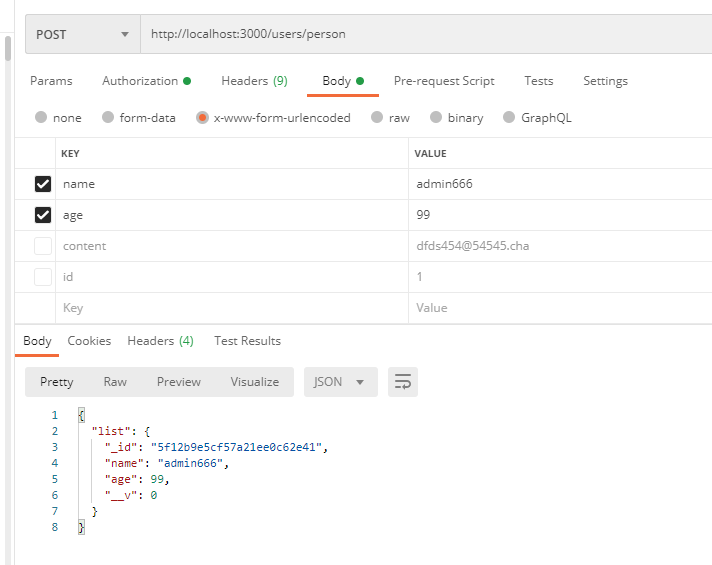 POST http://localhost:3000/users/person
Params Authorization Headers (9) Body Pre-request Script Tests Settings
none form-data x-www-form-urlencoded raw binary GraphQL
KEY VALUE
name admin666
age 99
content dfds454@54545.cha
id 1
Key Value
Body Cookies Headers (4) Test Results
Pretty Raw Preview Visualize JSON
1 {
2 "list": {
3 "_id": "5f12b9e5cf57a21ee0c62e41",
4 "name": "admin666",
5 "age": 99,
6 "__v": 0
7 }
8 }